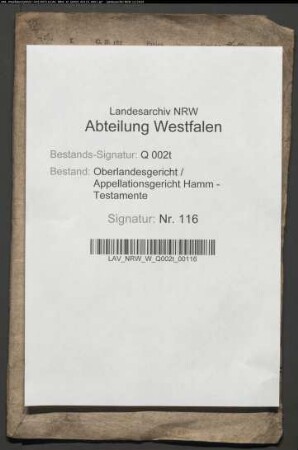 Landesarchiv NRW
Abteilung Westfalen
Bestands-Signatur: Q 002t
Bestand: Oberlandesgericht /
Appellationsgericht Hamm -
Testamente
Signatur: Nr. 116
LAV_NRW_W_Q002t_00116